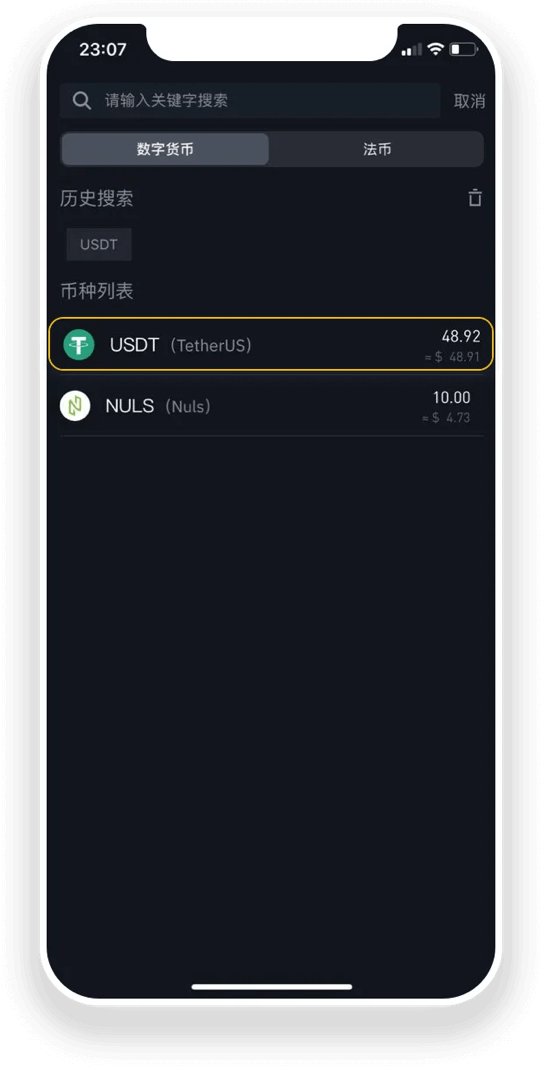 23:07
请输入关键字搜索 取消
数字货币 法币
历史搜索
USDT
币种列表
USDT (TetherUS) 48.92
≈ $ 48.91
NULS (Nuls) 10.00
≈ $ 4.73